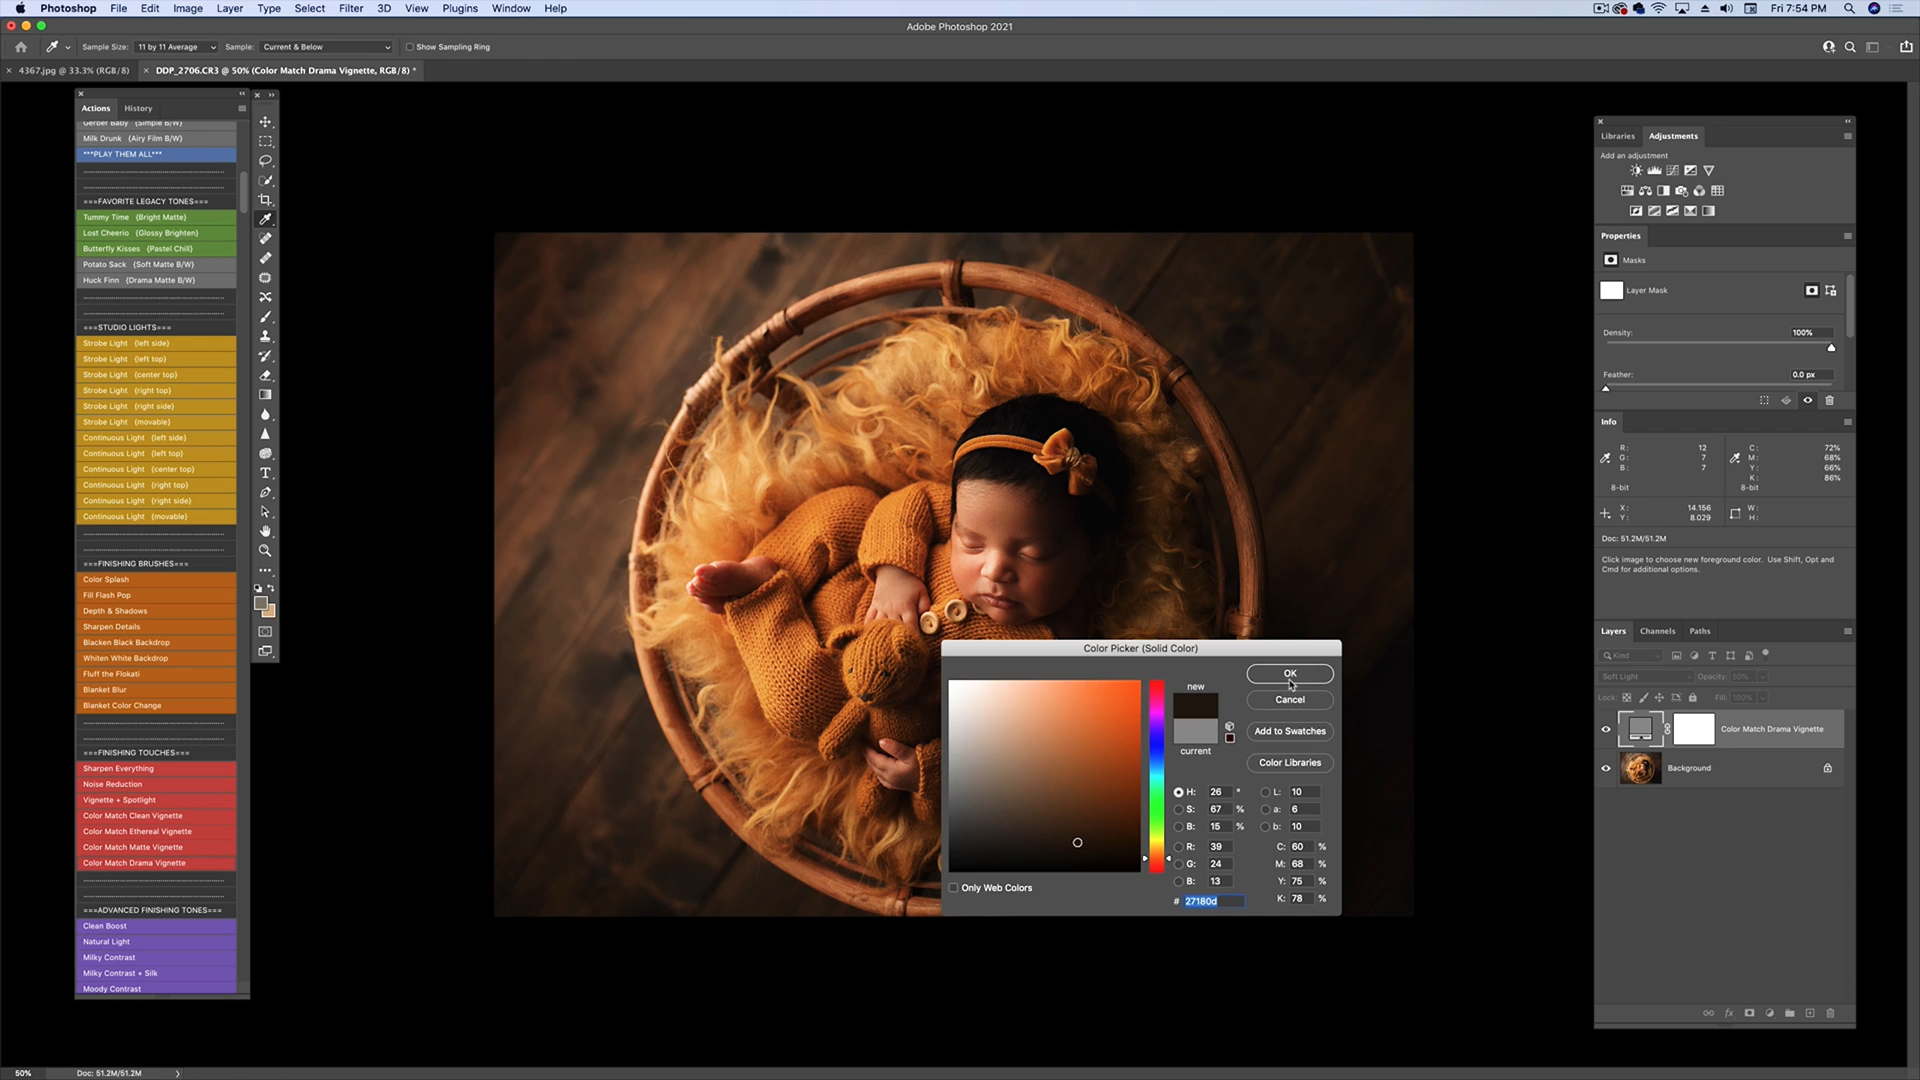 Photoshop File Edit Image Layer Type Select Filter 3D View Plugins Window Help
Fri 7:54 PM
Adobe Photoshop 2021
Sample Size: 11 by 11 Average Sample: Current & Below Show Sampling Ring
4367.jpg @ 33.3% (RGB/8) DDP_2706.CR3 @ 50% (Color Match Drama Vignette, RGB/8) *
Actions History
Gerber Baby {Simple B/W}
Milk Drunk {Airy Film B/W}
***PLAY THEM ALL***
===FAVORITE LEGACY TONES===
Tummy Time {Bright Matte}
Lost Cheerio {Glossy Brighten}
Butterfly Kisses {Pastel Chill}
Potato Sack {Soft Matte B/W}
Huck Finn {Drama Matte B/W}
===STUDIO LIGHTS===
Strobe Light {left side}
Strobe Light {left top}
Strobe Light {center top}
Strobe Light {right top}
Strobe Light {right side}
Strobe Light {movable}
Continuous Light {left side}
Continuous Light {left top}
Continuous Light {center top}
Continuous Light {right top}
Continuous Light {right side}
Continuous Light {movable}
===FINISHING BRUSHES===
Color Splash
Fill Flash Pop
Depth & Shadows
Sharpen Details
Blacken Black Backdrop
Whiten White Backdrop
Fluff the Flokati
Blanket Blur
Blanket Color Change
===FINISHING TOUCHES===
Sharpen Everything
Noise Reduction
Vignette + Spotlight
Color Match Clean Vignette
Color Match Ethereal Vignette
Color Match Matte Vignette
Color Match Drama Vignette
===ADVANCED FINISHING TONES===
Clean Boost
Natural Light
Milky Contrast
Milky Contrast + Silk
Moody Contrast
Color Picker (Solid Color)
new
current
OK
Cancel
Add to Swatches
Color Libraries
H: 26 ° L: 10
S: 67 % a: 6
B: 15 % b: 10
R: 39 C: 60 %
G: 24 M: 68 %
B: 13 Y: 75 %
# 27180d K: 78 %
Only Web Colors
Libraries Adjustments
Add an adjustment
Properties
Masks
Layer Mask
Density: 100%
Feather: 0.0 px
Info
R: 12 C: 72%
G: 7 M: 68%
B: 7 Y: 66%
K: 86%
8-bit 8-bit
X: 14.156 W:
Y: 8.029 H:
Doc: 51.2M/51.2M
Click image to choose new foreground color. Use Shift, Opt and
Cmd for additional options.
Layers Channels Paths
Kind
Soft Light Opacity: 50%
Lock: Fill: 100%
Color Match Drama Vignette
Background
50% Doc: 51.2M/51.2M